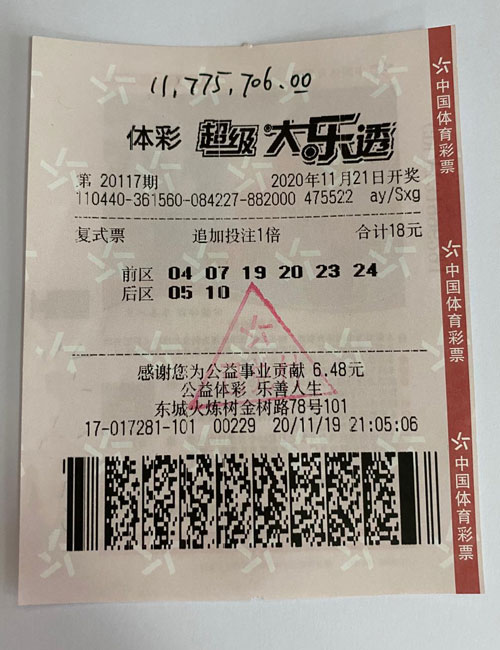 11,775,706.00
体彩 超级大乐透
第 20117期 2020年11月21日开奖
110440-361560-084227-882000 475522 ay/Sxg
复式票 追加投注1倍 合计18元
前区 04 07 19 20 23 24
后区 05 10
感谢您为公益事业贡献 6.48元
公益体彩 乐善人生
东城火炼树金树路78号101
17-017281-101 00229 20/11/19 21:05:06
中国体育彩票
中国体育彩票
中国体育彩票